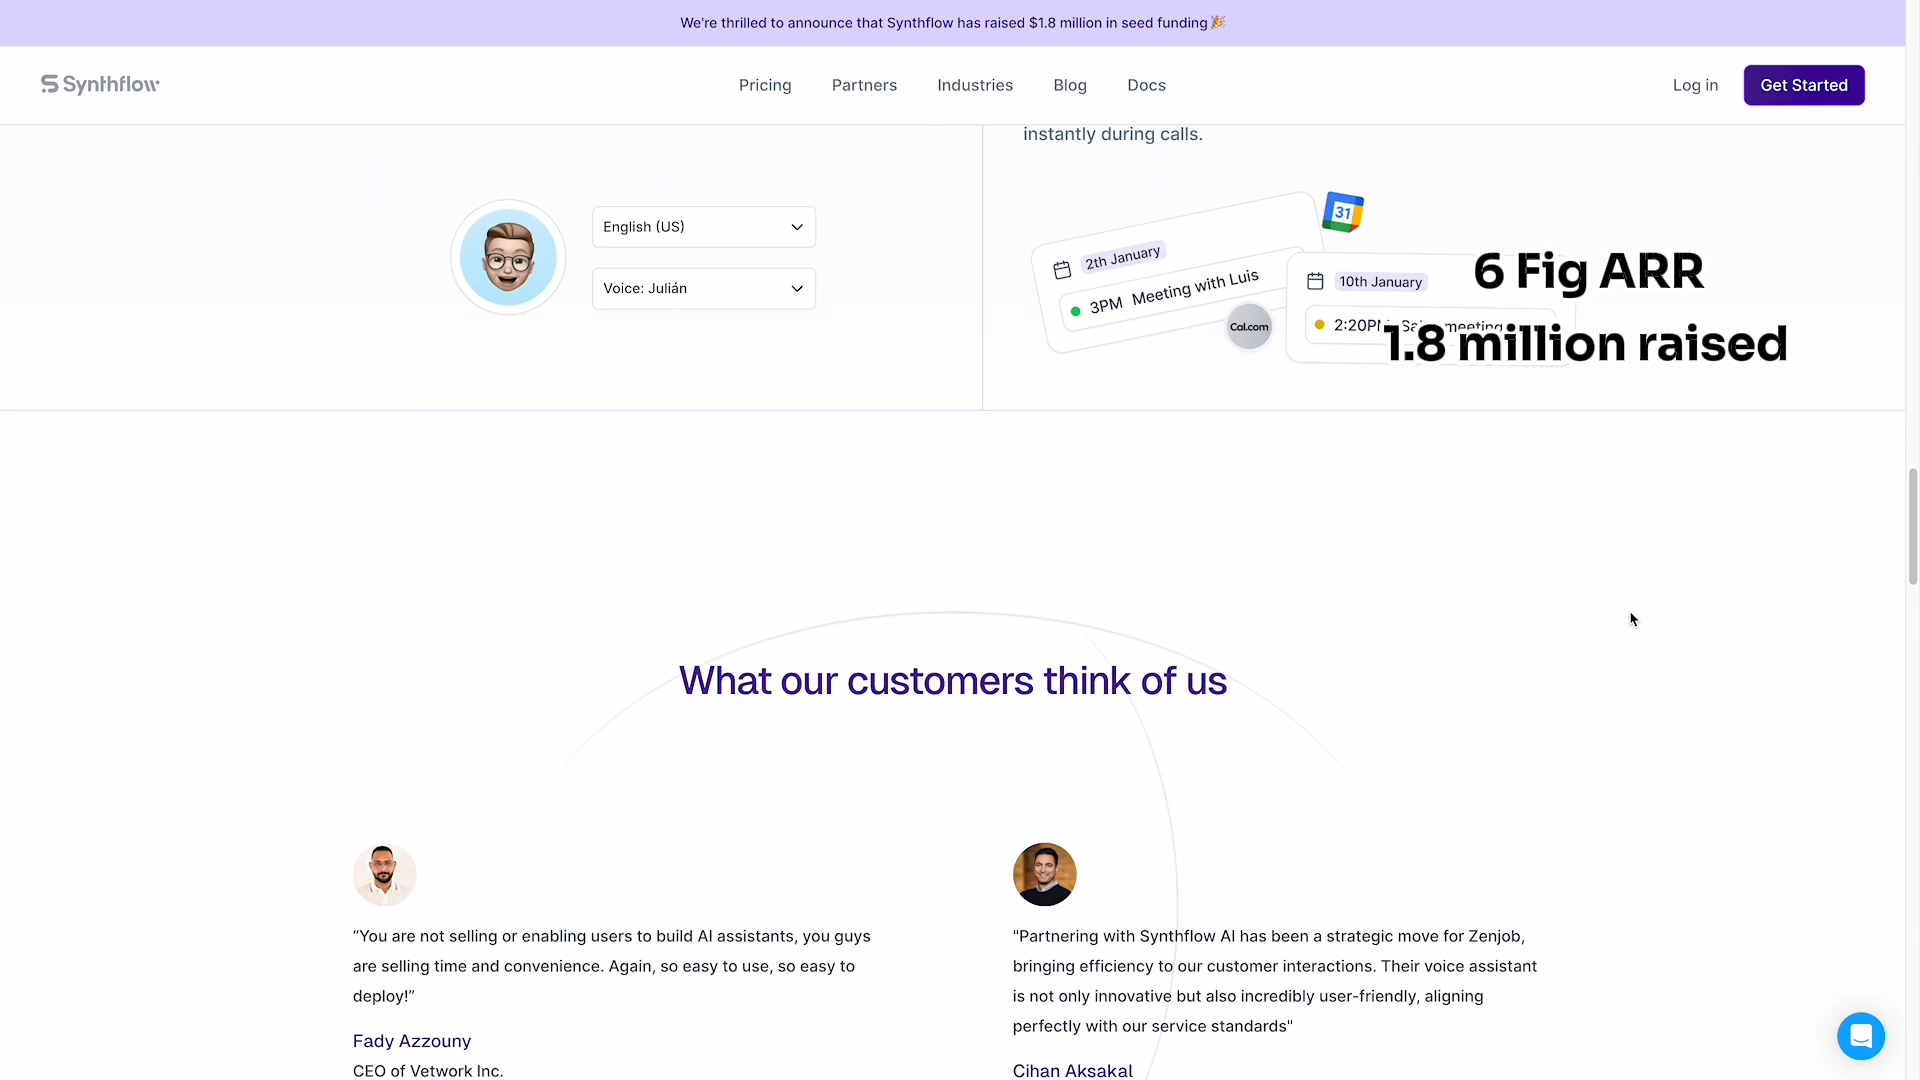 We're thrilled to announce that Synthflow has raised $1.8 million in seed funding🎉
Synthflow
Pricing
Partners
Industries
Blog
Docs
Log in
Get Started
instantly during calls.
English (US)
Voice: Julián
31
2th January
3PM Meeting with Luis
Cal.com
10th January
2:20PM Sales meeting
6 Fig ARR
1.8 million raised
What our customers think of us
“You are not selling or enabling users to build AI assistants, you guys
are selling time and convenience. Again, so easy to use, so easy to
deploy!”
Fady Azzouny
CEO of Vetwork Inc.
"Partnering with Synthflow AI has been a strategic move for Zenjob,
bringing efficiency to our customer interactions. Their voice assistant
is not only innovative but also incredibly user-friendly, aligning
perfectly with our service standards"
Cihan Aksakal